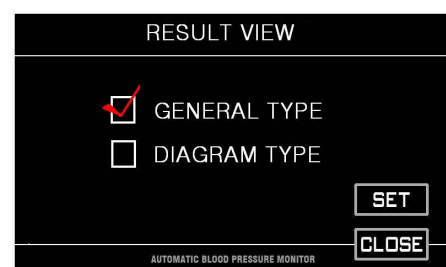 RESULT VIEW
GENERAL TYPE
DIAGRAM TYPE
SET
CLOSE
AUTOMATIC BLOOD PRESSURE MONITOR